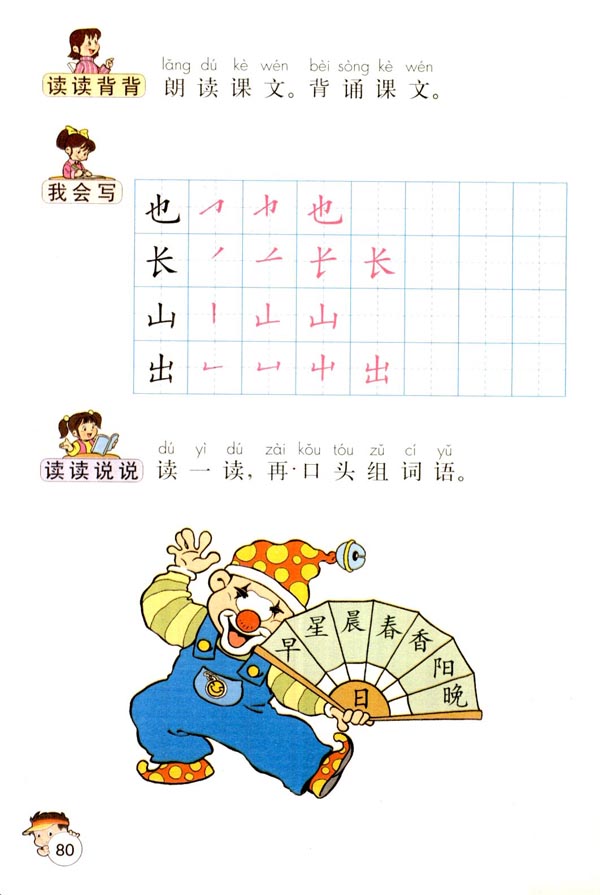 lǎng dú kè wén bèi sòng kè wén
读读背背 朗读课文。背诵课文。
我会写
也
长
山
出
dú yì dú zài kǒu tóu zǔ cí yǔ
读读说说 读一读，再口头组词语。
早 星 晨 春 香 阳 晚
日
80